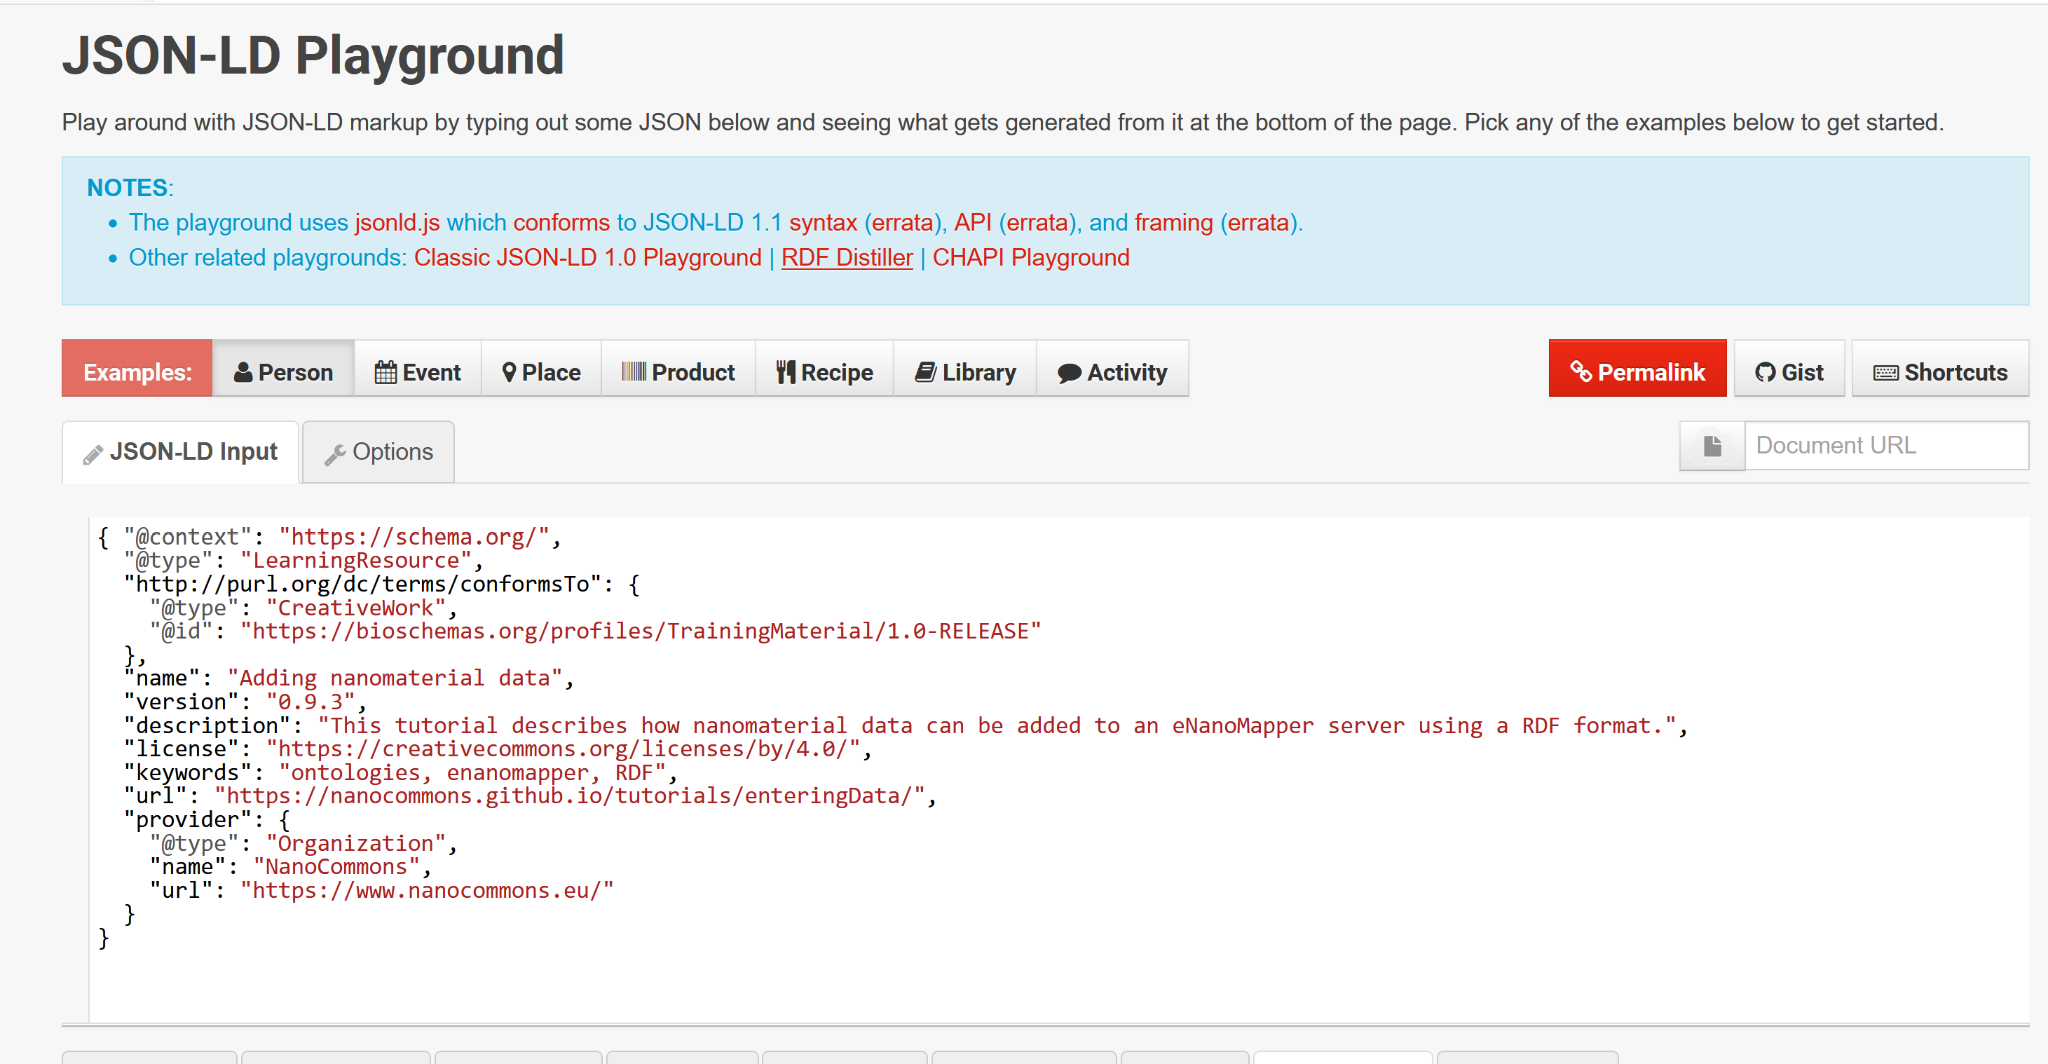 JSON-LD Playground
Play around with JSON-LD markup by typing out some JSON below and seeing what gets generated from it at the bottom of the page. Pick any of the examples below to get started.
NOTES:
The playground uses jsonld.js which conforms to JSON-LD 1.1 syntax (errata), API (errata), and framing (errata).
Other related playgrounds: Classic JSON-LD 1.0 Playground | RDF Distiller | CHAPI Playground
Examples: Person Event Place Product Recipe Library Activity Permalink Gist Shortcuts
JSON-LD Input Options Document URL
{ "@context": "https://schema.org/",
"@type": "LearningResource",
"http://purl.org/dc/terms/conformsTo": {
"@type": "CreativeWork",
"@id": "https://bioschemas.org/profiles/TrainingMaterial/1.0-RELEASE"
},
"name": "Adding nanomaterial data",
"version": "0.9.3",
"description": "This tutorial describes how nanomaterial data can be added to an eNanoMapper server using a RDF format.",
"license": "https://creativecommons.org/licenses/by/4.0/",
"keywords": "ontologies, enanomapper, RDF",
"url": "https://nanocommons.github.io/tutorials/enteringData/",
"provider": {
"@type": "Organization",
"name": "NanoCommons",
"url": "https://www.nanocommons.eu/"
}
}